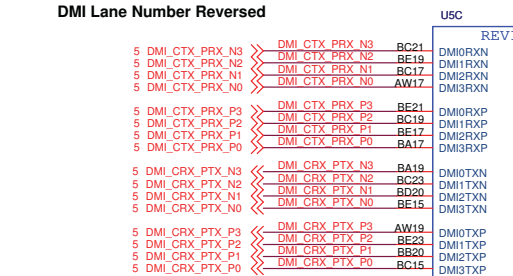 DMI Lane Number Reversed
U5C
REVI
5 DMI_CTX_PRX_N3 DMI_CTX_PRX_N3 BC21 DMI0RXN
5 DMI_CTX_PRX_N2 DMI_CTX_PRX_N2 BE19 DMI1RXN
5 DMI_CTX_PRX_N1 DMI_CTX_PRX_N1 BC17 DMI2RXN
5 DMI_CTX_PRX_N0 DMI_CTX_PRX_N0 AW17 DMI3RXN
5 DMI_CTX_PRX_P3 DMI_CTX_PRX_P3 BE21 DMI0RXP
5 DMI_CTX_PRX_P2 DMI_CTX_PRX_P2 BC19 DMI1RXP
5 DMI_CTX_PRX_P1 DMI_CTX_PRX_P1 BE17 DMI2RXP
5 DMI_CTX_PRX_P0 DMI_CTX_PRX_P0 BA17 DMI3RXP
5 DMI_CRX_PTX_N3 DMI_CRX_PTX_N3 BA19 DMI0TXN
5 DMI_CRX_PTX_N2 DMI_CRX_PTX_N2 BC23 DMI1TXN
5 DMI_CRX_PTX_N1 DMI_CRX_PTX_N1 BD20 DMI2TXN
5 DMI_CRX_PTX_N0 DMI_CRX_PTX_N0 BE15 DMI3TXN
5 DMI_CRX_PTX_P3 DMI_CRX_PTX_P3 AW19 DMI0TXP
5 DMI_CRX_PTX_P2 DMI_CRX_PTX_P2 BE23 DMI1TXP
5 DMI_CRX_PTX_P1 DMI_CRX_PTX_P1 BB20 DMI2TXP
5 DMI_CRX_PTX_P0 DMI_CRX_PTX_P0 BC15 DMI3TXP